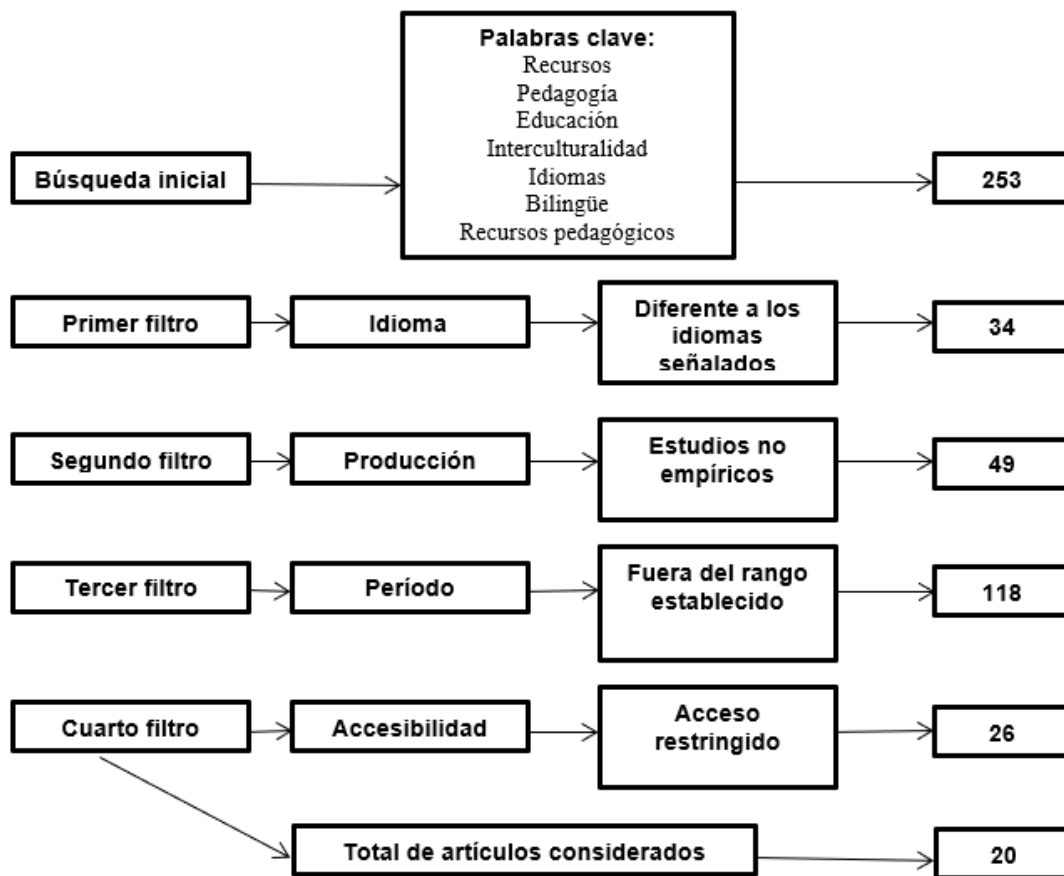 Palabras clave:
Recursos
Pedagogía
Educación
Interculturalidad
Idiomas
Bilingüe
Recursos pedagógicos
Búsqueda inicial
253
Primer filtro
Idioma
Diferente a los
idiomas
señalados
34
Segundo filtro
Producción
Estudios no
empíricos
49
Tercer filtro
Período
Fuera del rango
establecido
118
Cuarto filtro
Accesibilidad
Acceso
restringido
26
Total de artículos considerados
20